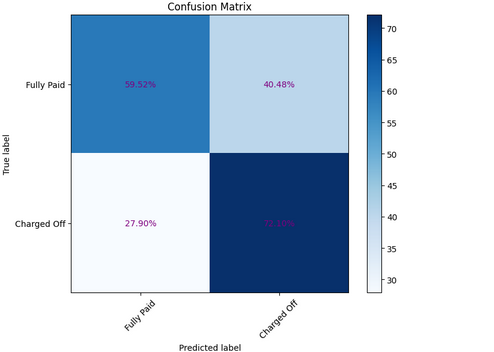 Confusion Matrix
Fully Paid
59.52%
40.48%
Charged Off
27.90%
True label
Fully Paid
Charged Off
Predicted label
70
65
60
55
50
45
40
35
30